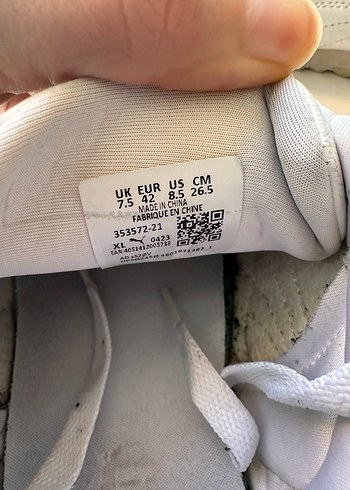 UK EUR US CM
7.5 42 8.5 26.5
MADE IN CHINA
FABRIQUE EN CHINE
353572-21
XL 0423